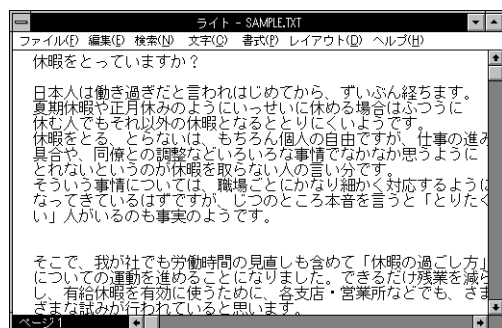 ライト - SAMPLE.TXT
ファイル(F) 編集(E) 検索(N) 文字(C) 書式(P) レイアウト(D) ヘルプ(H)
休暇をとっていますか？
日本人は働き過ぎだと言われはじめてから、ずいぶん経ちます。
夏期休暇や正月休みのようにいっせいに休める場合はふつうに
休む人でもそれ以外の休暇となるととりにくいようです。
休暇をとる、とらないは、もちろん個人の自由ですが、仕事の進み
具合や、同僚との調整などいろいろな事情でなかなか思うように
とれないというのが休暇を取らない人の言い分です。
そういう事情については、職場ごとにかなり細かく対応するように
なってきているはずですが、じつのところ本音を言うと「とりたく
い」人がいるのも事実のようです。
そこで、我が社でも労働時間の見直しも含めて「休暇の過ごし方」
についての運動を進めることになりました。できるだけ残業を減ら
し、有給休暇を有効に使うために、各支店・営業所などでも、さま
ざまな試みが行われていると思います。
ページ 1